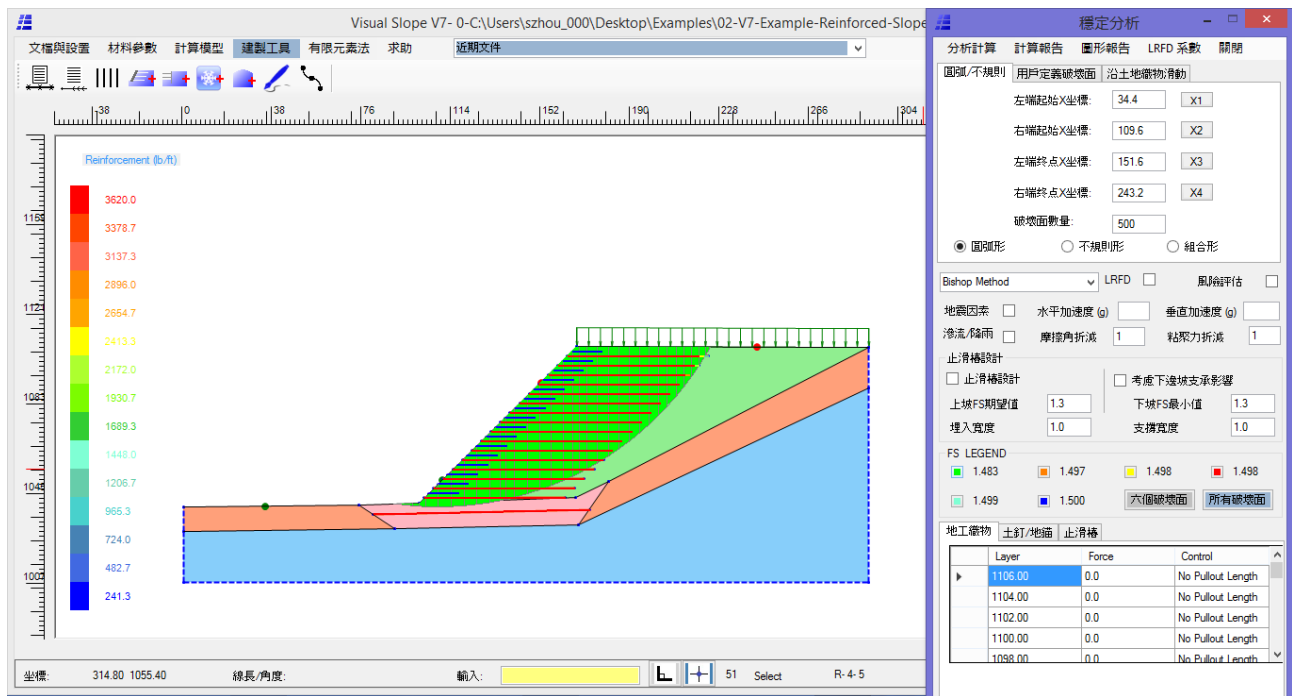 Visual Slope V7- 0-C:\Users\szhou_000\Desktop\Examples\02-V7-Example-Reinforced-Slope
文檔與設置 材料參數 計算模型 建製工具 有限元素法 求助 近期文件
-38 0 38 76 114 152 190 228 266 304
Reinforcement (lb/ft)
3620.0
3378.7
3137.3
2896.0
2654.7
2413.3
2172.0
1930.7
1689.3
1448.0
1206.7
965.3
724.0
482.7
241.3
1083
1007
坐標: 314.80 1055.40 線長/角度: 輸入: 51 Select R- 4- 5
穩定分析
分析計算 計算報告 圖形報告 LRFD 系數 關閉
圓弧/不規則 用戶定義破壞面 沿土地織物滑動
左端起始X坐標: 34.4 X1
右端起始X坐標: 109.6 X2
左端終点X坐標: 151.6 X3
右端終点X坐標: 243.2 X4
破壞面數量: 500
圓弧形 不規則形 組合形
Bishop Method LRFD 風險評估
地震因素 水平加速度 (g) 垂直加速度 (g)
滲流/降雨 摩擦角折減 1 粘聚力折減 1
止滑樁設計
止滑樁設計 考慮下邊坡支承影響
上坡FS期望值 1.3 下坡FS最小值 1.3
埋入寬度 1.0 支擋寬度 1.0
FS LEGEND
1.483 1.497 1.498 1.498
1.499 1.500 六個破壞面 所有破壞面
地工織物 土釘/地錨 止滑樁
Layer Force Control
1106.00 0.0 No Pullout Length
1104.00 0.0 No Pullout Length
1102.00 0.0 No Pullout Length
1100.00 0.0 No Pullout Length
1098.00 0.0 No Pullout Length